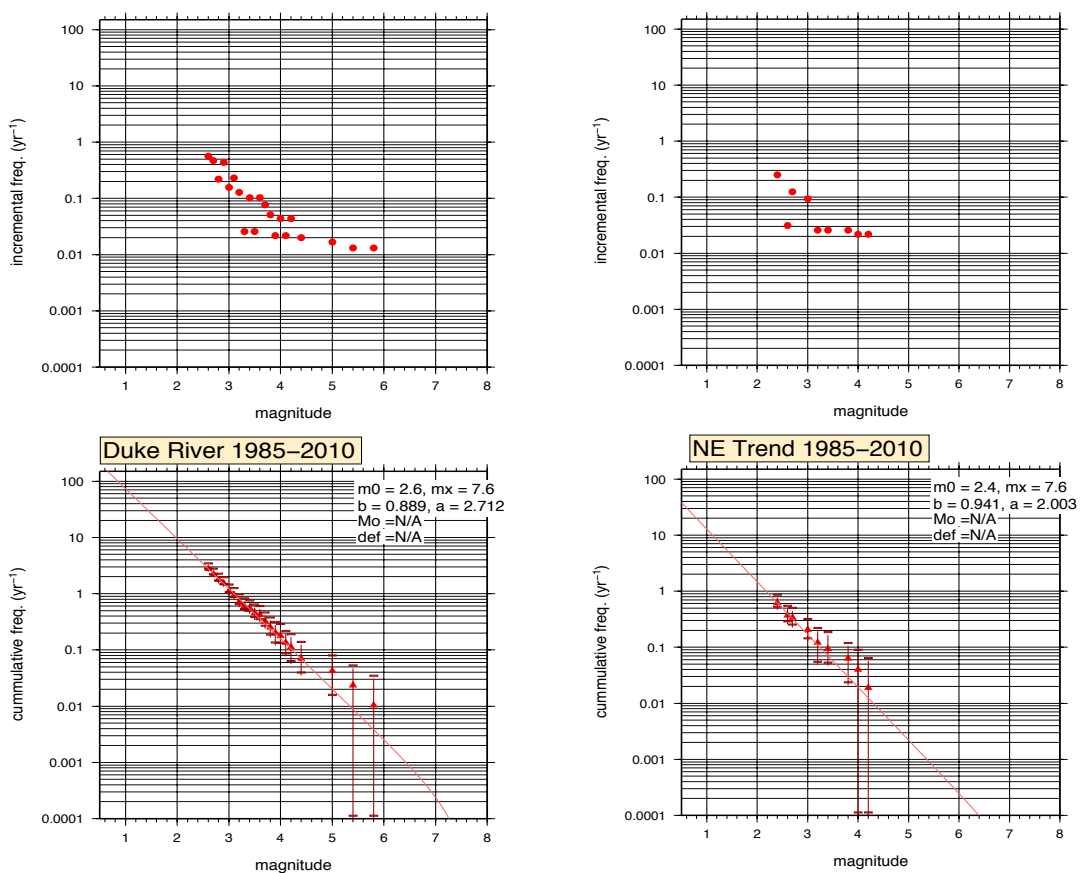 100
10
1
0.1
0.01
0.001
0.0001
incremental freq. (yr⁻¹)
1 2 3 4 5 6 7 8
magnitude
100
10
1
0.1
0.01
0.001
0.0001
incremental freq. (yr⁻¹)
1 2 3 4 5 6 7 8
magnitude
Duke River 1985–2010
m0 = 2.6, mx = 7.6
b = 0.889, a = 2.712
Mo =N/A
def =N/A
100
10
1
0.1
0.01
0.001
0.0001
cummulative freq. (yr⁻¹)
1 2 3 4 5 6 7 8
magnitude
NE Trend 1985–2010
m0 = 2.4, mx = 7.6
b = 0.941, a = 2.003
Mo =N/A
def =N/A
100
10
1
0.1
0.01
0.001
0.0001
cummulative freq. (yr⁻¹)
1 2 3 4 5 6 7 8
magnitude